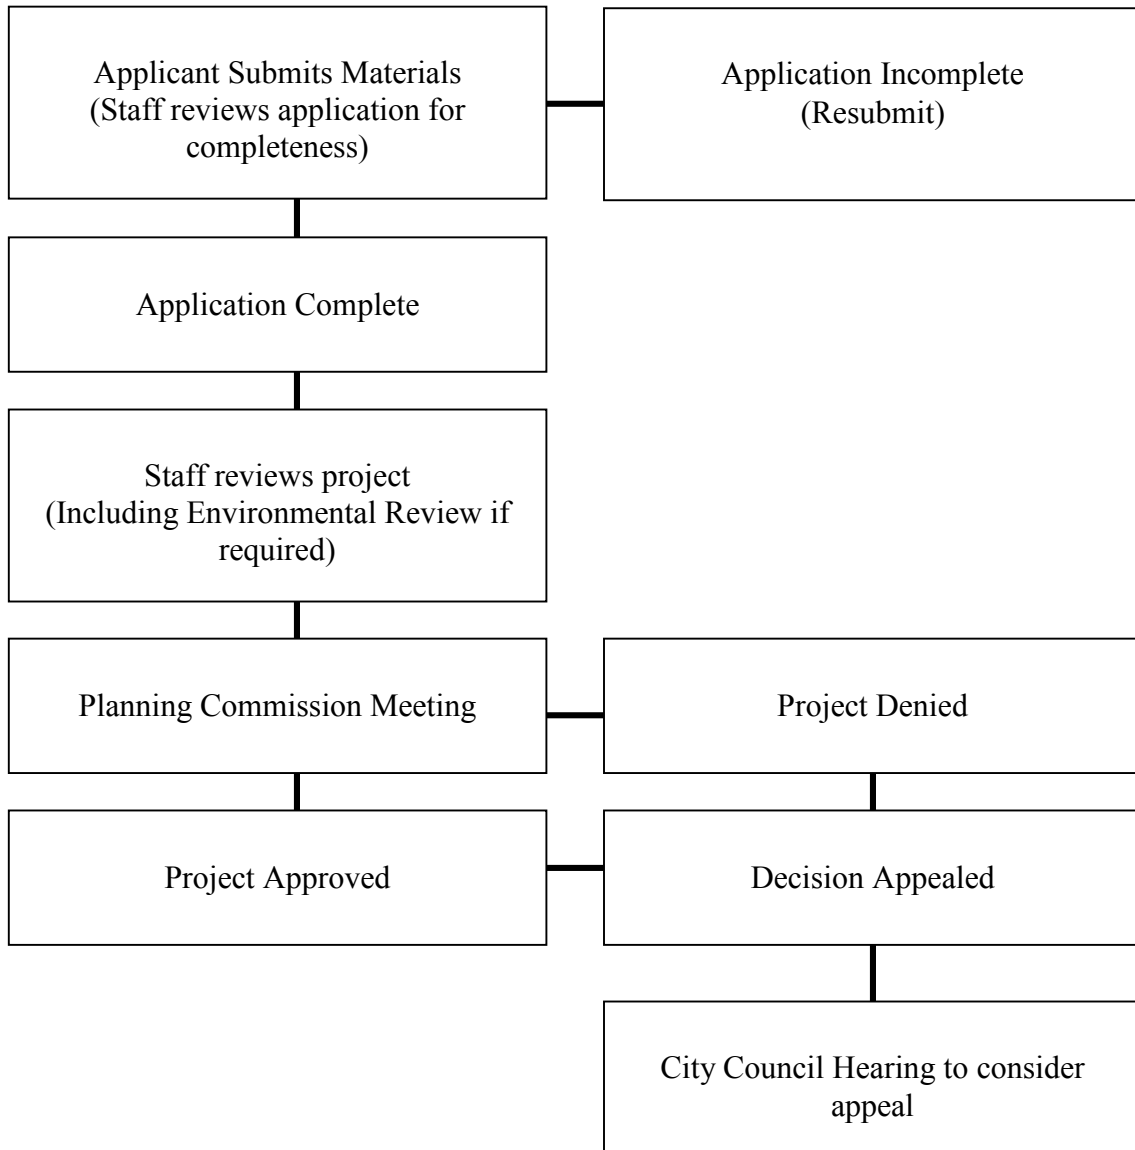 Applicant Submits Materials
(Staff reviews application for
completeness)
Application Incomplete
(Resubmit)
Application Complete
Staff reviews project
(Including Environmental Review if
required)
Planning Commission Meeting
Project Denied
Project Approved
Decision Appealed
City Council Hearing to consider
appeal